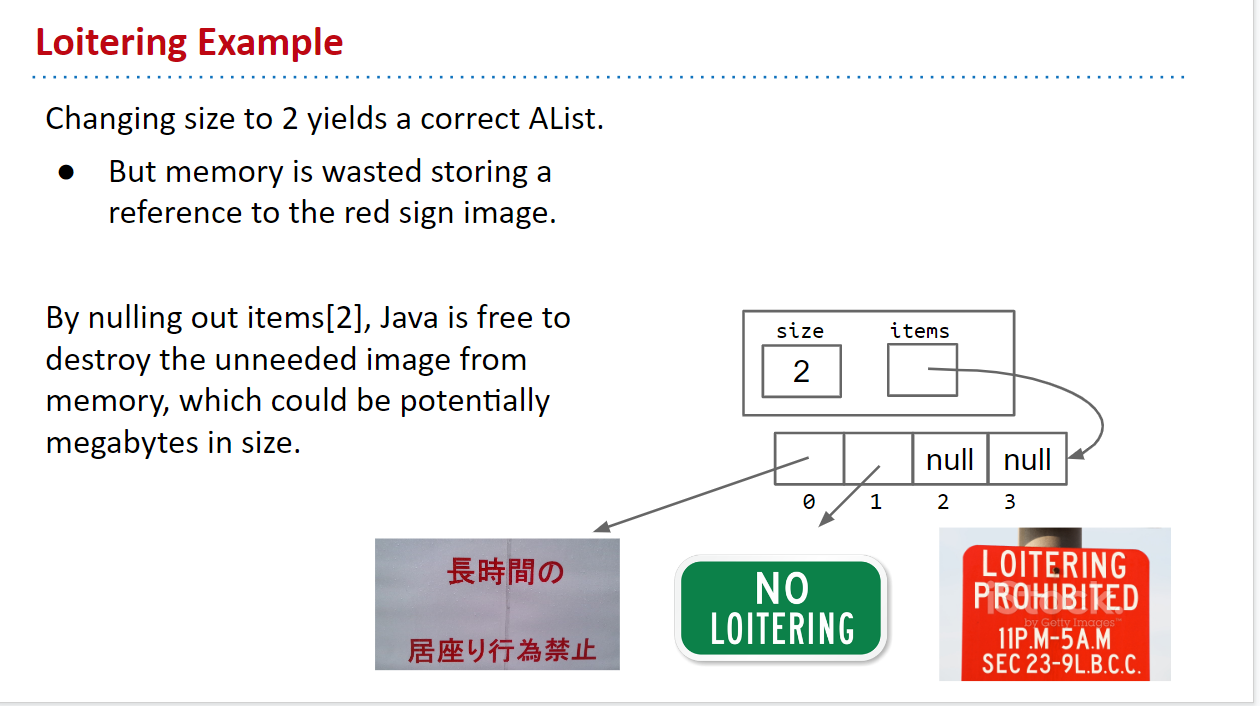 Loitering Example
Changing size to 2 yields a correct AList.
● But memory is wasted storing a
reference to the red sign image.
By nulling out items[2], Java is free to
destroy the unneeded image from
memory, which could be potentially
megabytes in size.
size items
2
null null
0 1 2 3
長時間の
居座り行為禁止
NO
LOITERING
LOITERING
PROHIBITED
iStock.
by Getty Images™
11P.M-5A.M
SEC 23-9L.B.C.C.